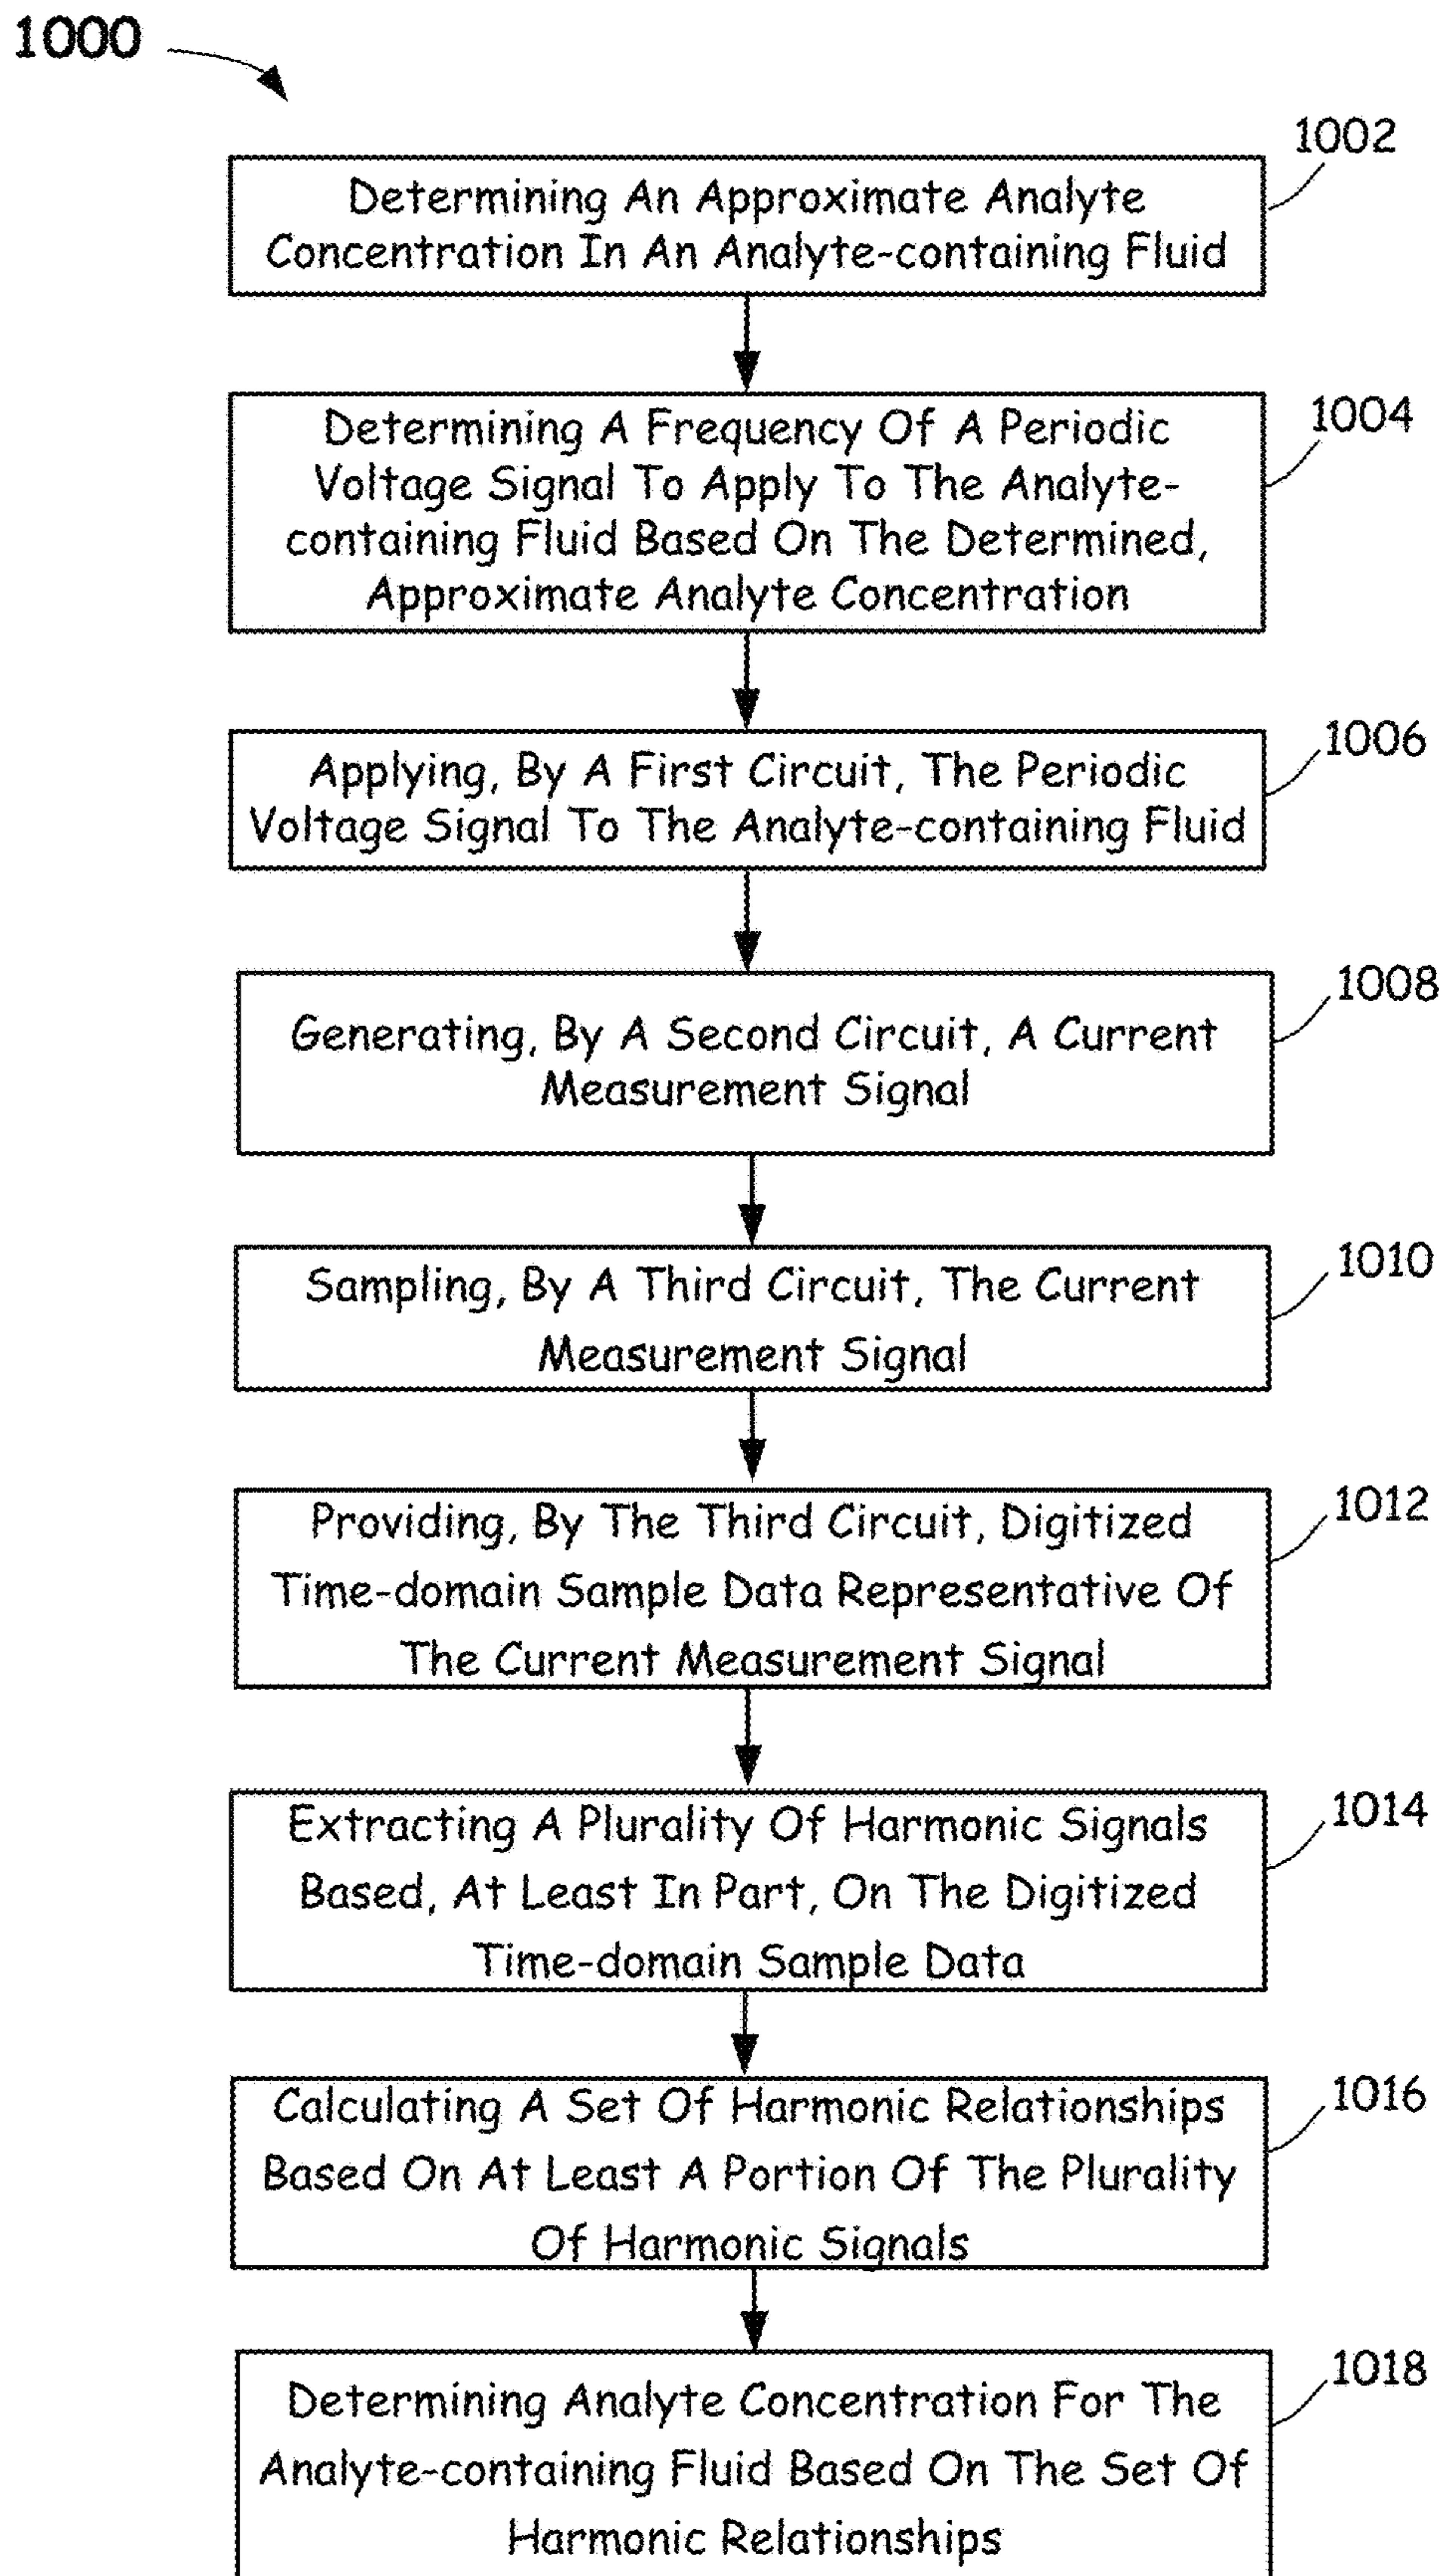 1000
1002
Determining An Approximate Analyte
Concentration In An Analyte-containing Fluid
1004
Determining A Frequency Of A Periodic
Voltage Signal To Apply To The Analyte-
containing Fluid Based On The Determined,
Approximate Analyte Concentration
1006
Applying, By A First Circuit, The Periodic
Voltage Signal To The Analyte-containing Fluid
1008
Generating, By A Second Circuit, A Current
Measurement Signal
1010
Sampling, By A Third Circuit, The Current
Measurement Signal
1012
Providing, By The Third Circuit, Digitized
Time-domain Sample Data Representative Of
The Current Measurement Signal
1014
Extracting A Plurality Of Harmonic Signals
Based, At Least In Part, On The Digitized
Time-domain Sample Data
1016
Calculating A Set Of Harmonic Relationships
Based On At Least A Portion Of The Plurality
Of Harmonic Signals
1018
Determining Analyte Concentration For The
Analyte-containing Fluid Based On The Set Of
Harmonic Relationships